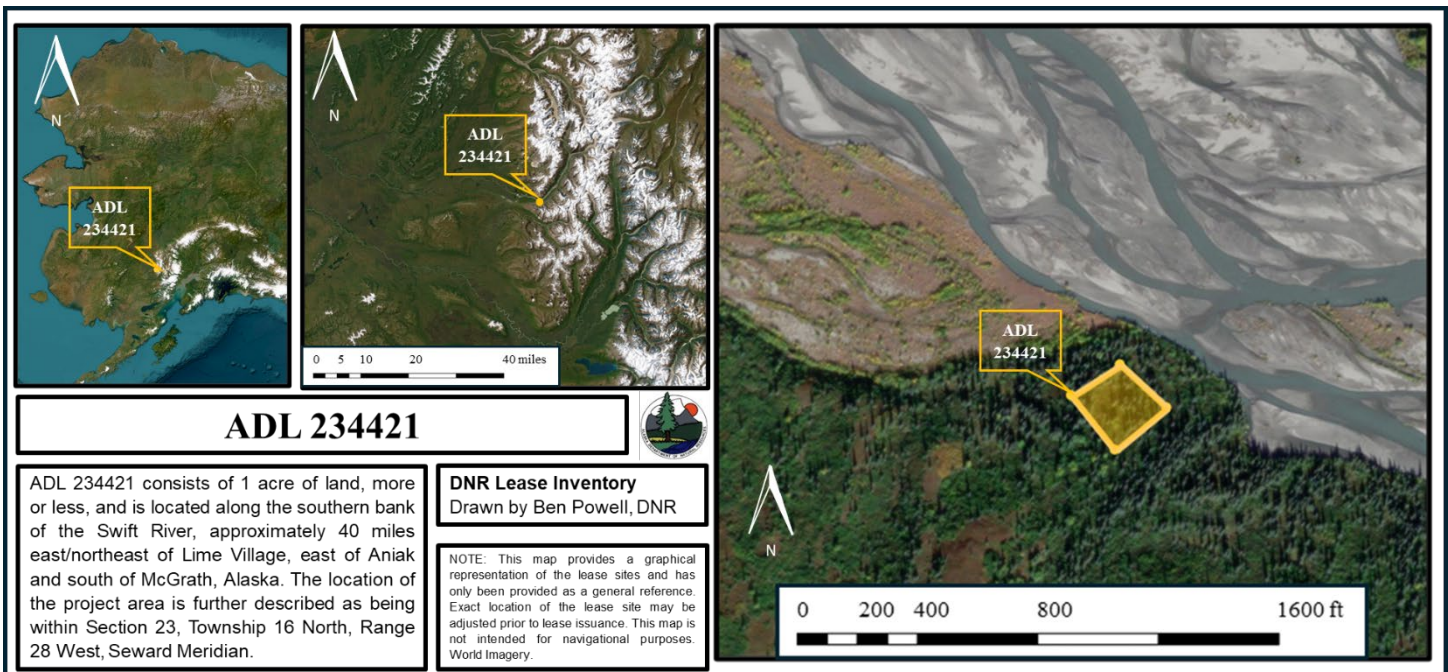 N
ADL
234421
N
ADL
234421
0 5 10 20 40 miles
ADL 234421
ADL 234421 consists of 1 acre of land, more
or less, and is located along the southern bank
of the Swift River, approximately 40 miles
east/northeast of Lime Village, east of Aniak
and south of McGrath, Alaska. The location of
the project area is further described as being
within Section 23, Township 16 North, Range
28 West, Seward Meridian.
DNR Lease Inventory
Drawn by Ben Powell, DNR
NOTE: This map provides a graphical
representation of the lease sites and has
only been provided as a general reference.
Exact location of the lease site may be
adjusted prior to lease issuance. This map is
not intended for navigational purposes.
World Imagery.
ADL
234421
N
0 200 400 800 1600 ft